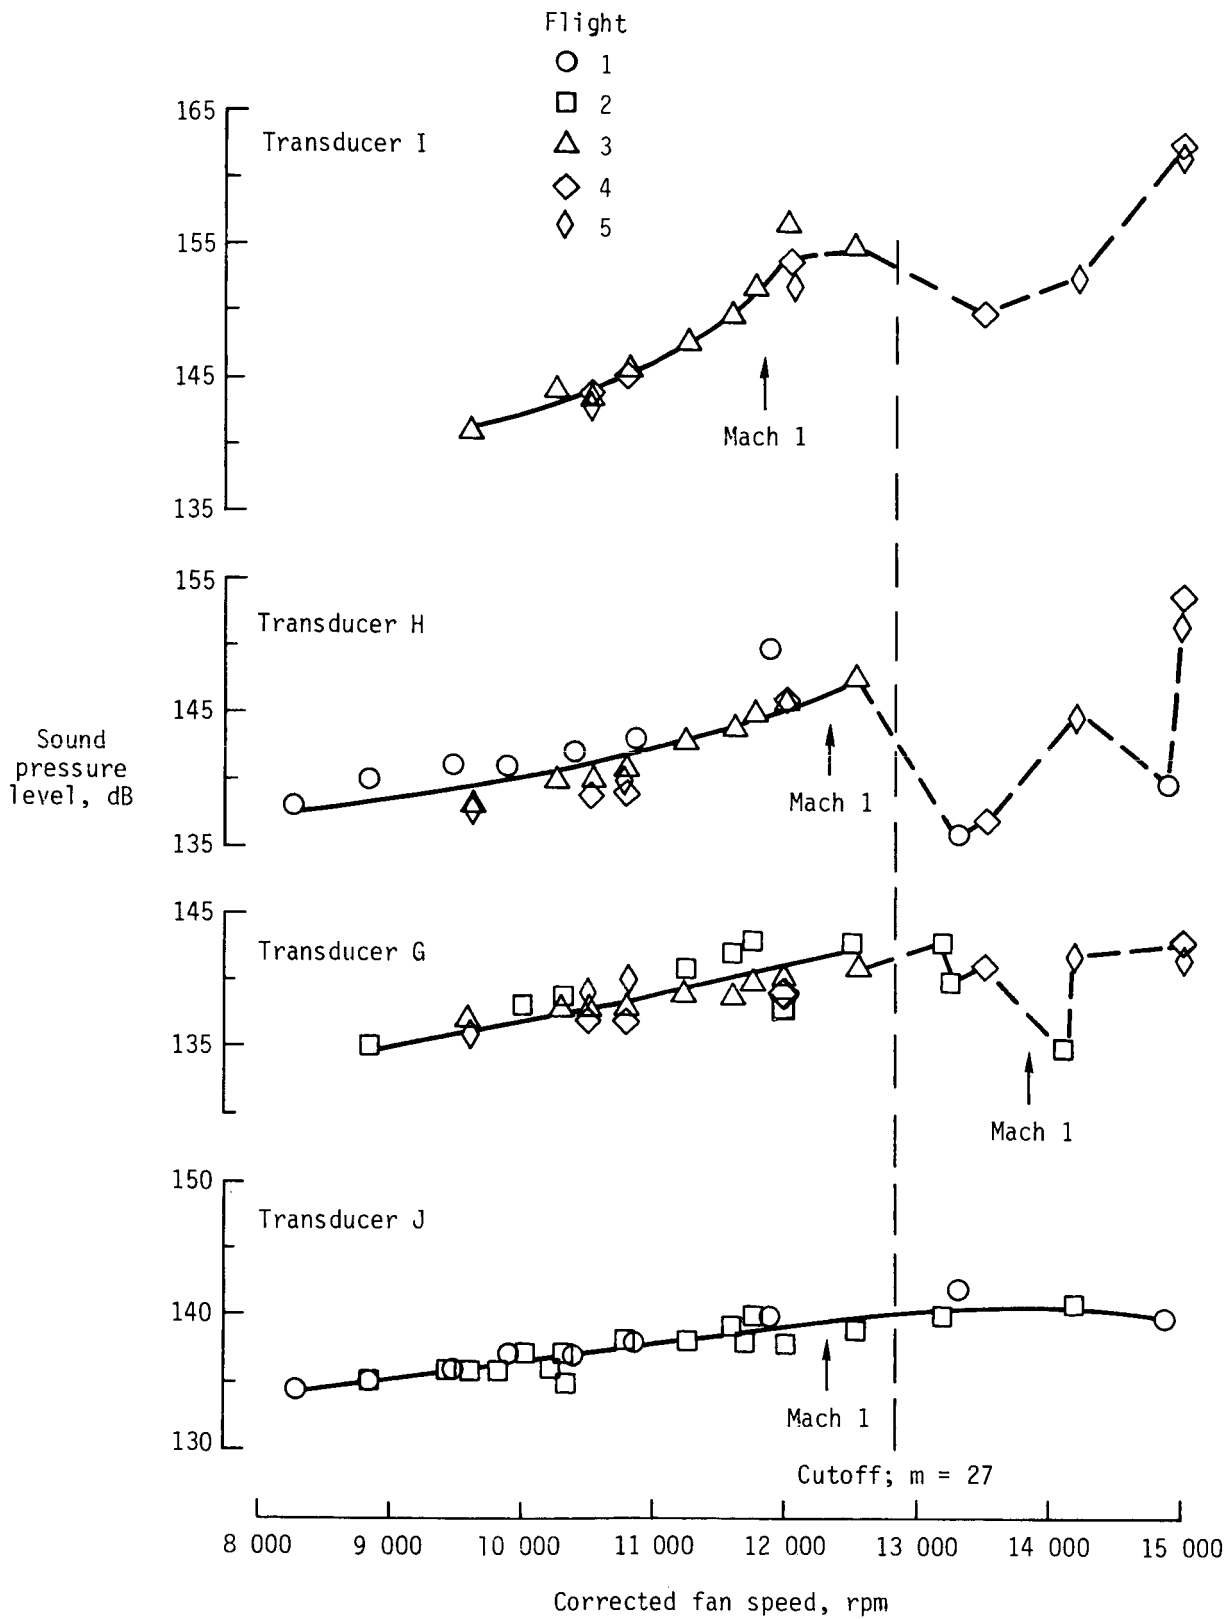 Flight
1
2
3
4
5
165
155
145
135
Transducer I
Mach 1
155
145
135
Transducer H
Mach 1
Sound
pressure
level, dB
145
135
Transducer G
Mach 1
150
140
130
Transducer J
Mach 1
Cutoff; m = 27
8 000 9 000 10 000 11 000 12 000 13 000 14 000 15 000
Corrected fan speed, rpm